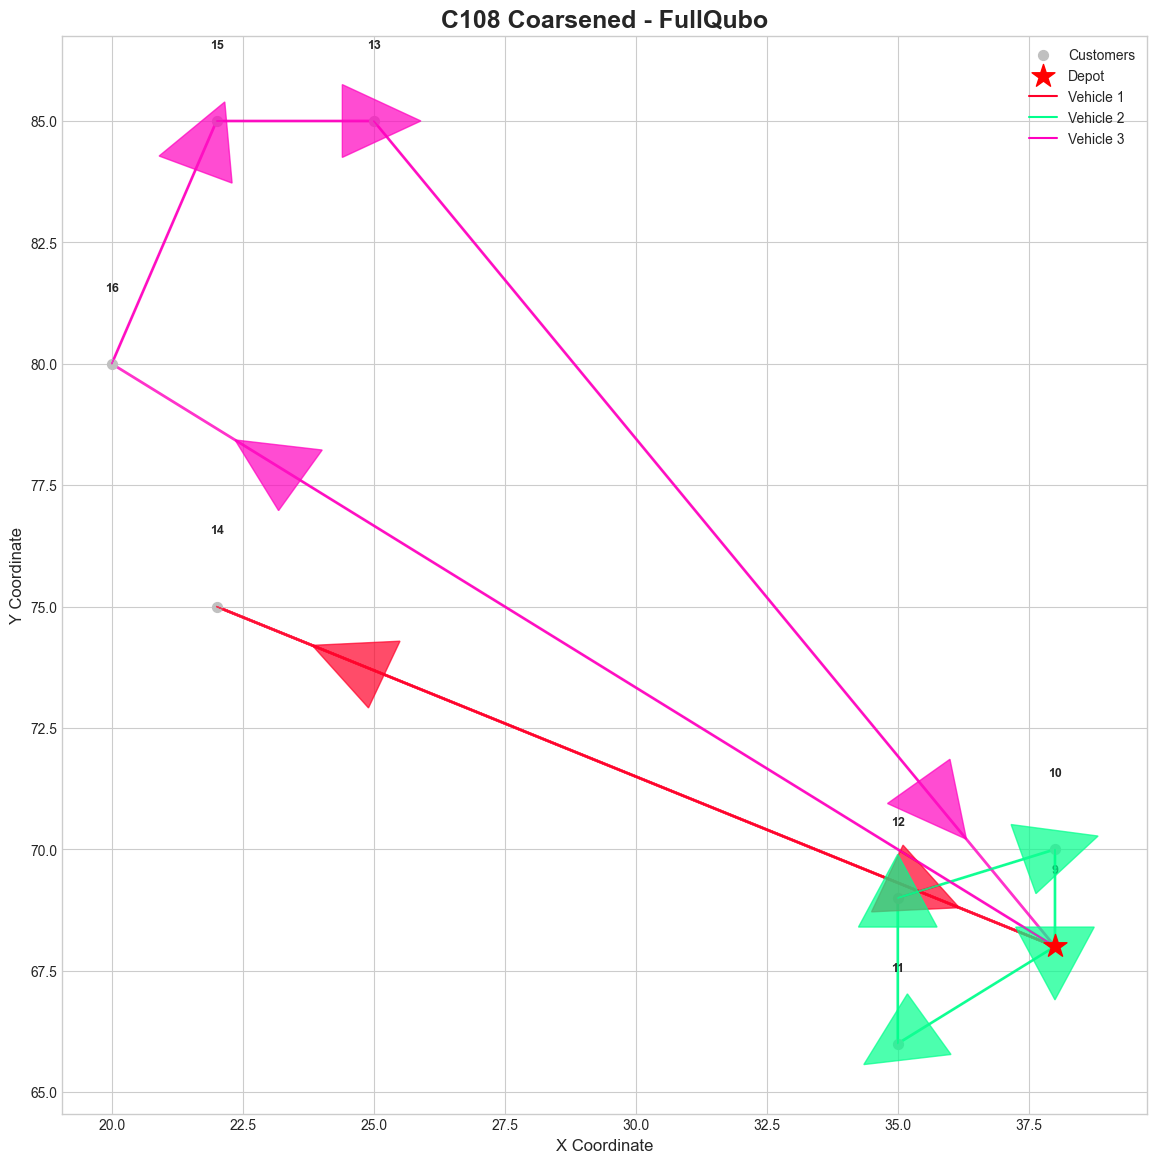 C108 Coarsened - FullQubo
15 13
Customers
Depot
Vehicle 1
Vehicle 2
Vehicle 3
85.0
82.5
16
80.0
77.5
14
75.0
72.5
10
12
70.0
9
11
67.5
65.0
Y Coordinate
20.0 22.5 25.0 27.5 30.0 32.5 35.0 37.5
X Coordinate